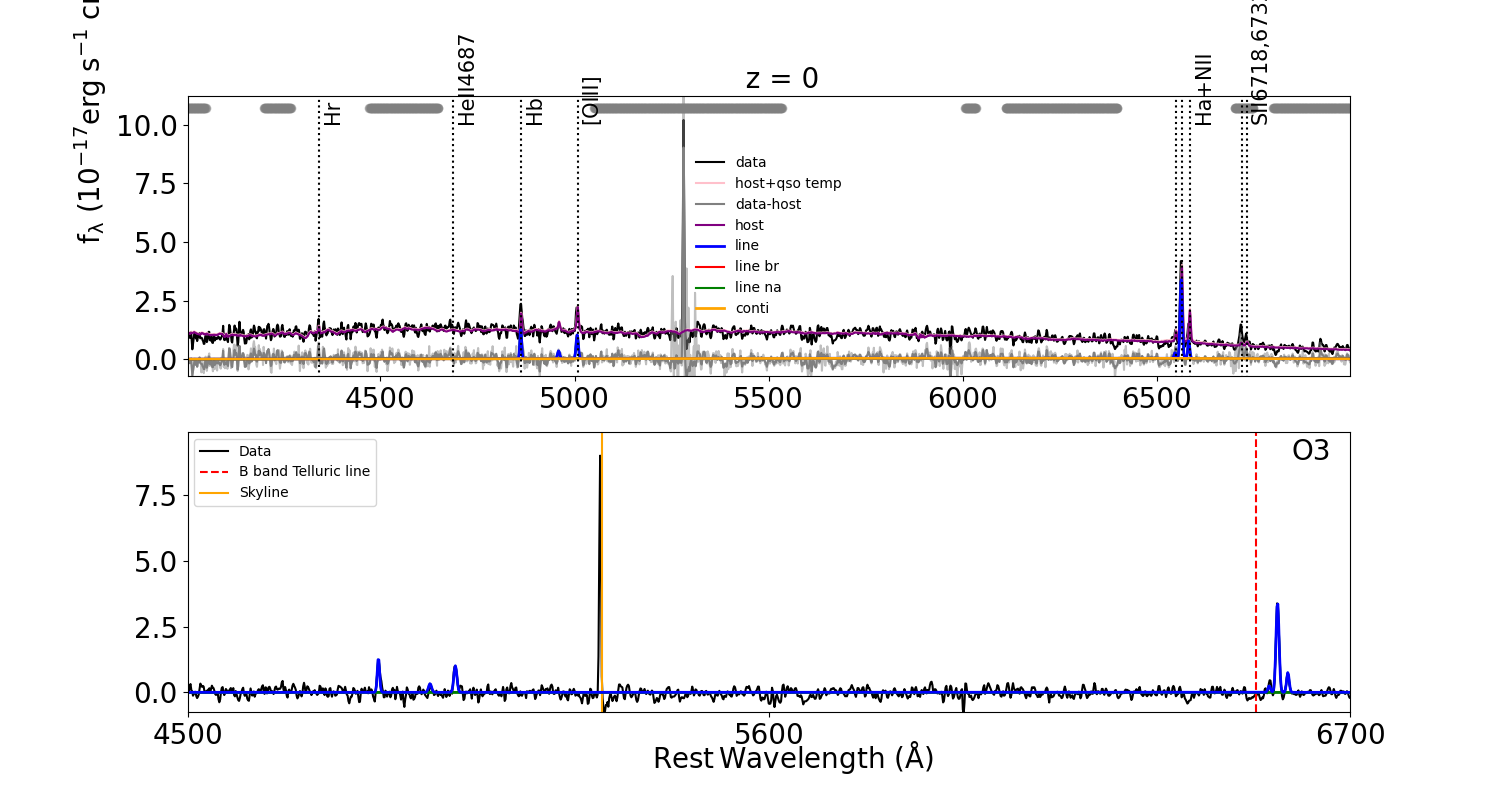 z = 0
Hr
HeII4687
Hb
[OIII]
Ha+NII
SII6718,673
f_λ (10^{-17} erg s^{-1} c
10.0
7.5
5.0
2.5
0.0
data
host+qso temp
data-host
host
line
line br
line na
conti
4500
5000
5500
6000
6500
Data
B band Telluric line
Skyline
O3
7.5
5.0
2.5
0.0
4500
5600
6700
Rest Wavelength (Å)